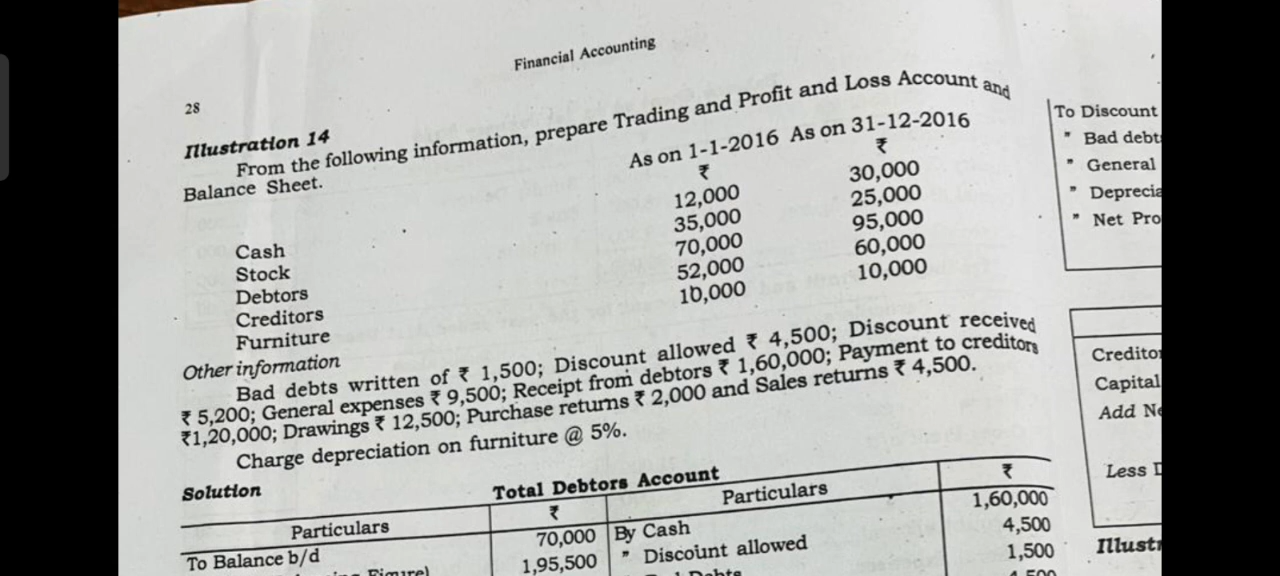 Financial Accounting
28
Illustration 14
From the following information, prepare Trading and Profit and Loss Account and
Balance Sheet.
As on 1-1-2016 As on 31-12-2016
₹ ₹
Cash 12,000 30,000
Stock 35,000 25,000
Debtors 70,000 95,000
Creditors 52,000 60,000
Furniture 10,000 10,000
Other information
Bad debts written of ₹ 1,500; Discount allowed ₹ 4,500; Discount received
₹ 5,200; General expenses ₹ 9,500; Receipt from debtors ₹ 1,60,000; Payment to creditors
₹1,20,000; Drawings ₹ 12,500; Purchase returns ₹ 2,000 and Sales returns ₹ 4,500.
Charge depreciation on furniture @ 5%.
Solution
Total Debtors Account
Particulars ₹ Particulars ₹
To Balance b/d 70,000 By Cash 1,60,000
1,95,500 " Discount allowed 4,500
1,500
To Discount
" Bad debt
" General
" Deprecia
" Net Pro
Credito
Capital
Add Ne
Less
Illust